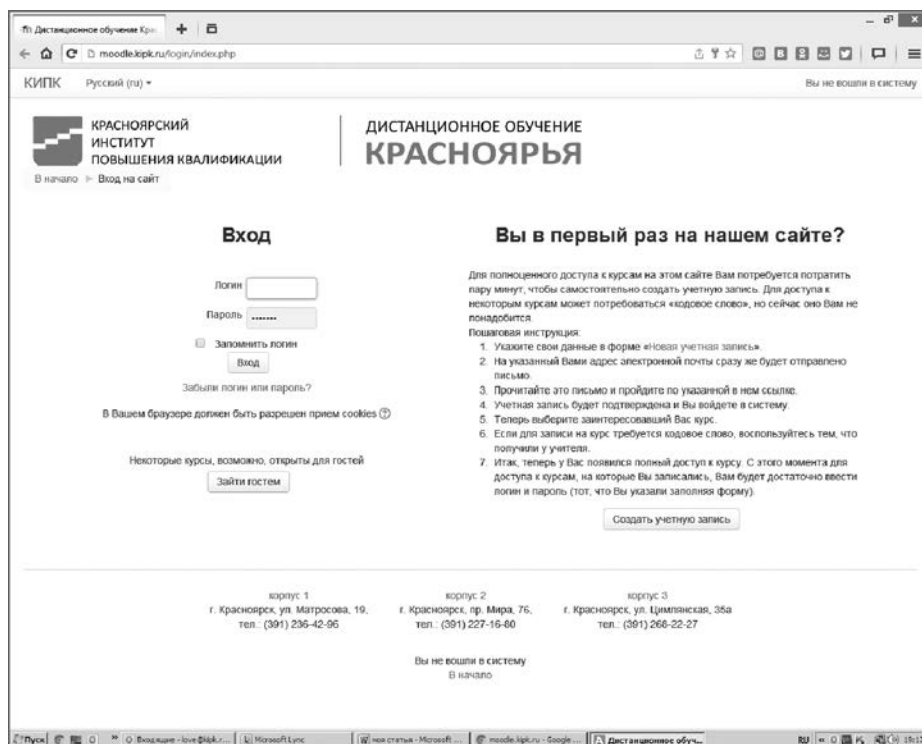 Дистанционное обучение Кра
moodle.kipk.ru/login/index.php
КИПК Русский (ru)
Вы не вошли в систему
КРАСНОЯРСКИЙ
ИНСТИТУТ
ПОВЫШЕНИЯ КВАЛИФИКАЦИИ
ДИСТАНЦИОННОЕ ОБУЧЕНИЕ
КРАСНОЯРЬЯ
В начало Вход на сайт
Вход
Логин
Пароль
Запомнить логин
Вход
Забыли логин или пароль?
В Вашем браузере должен быть разрешен прием cookies
Некоторые курсы, возможно, открыты для гостей
Зайти гостем
Вы в первый раз на нашем сайте?
Для полноценного доступа к курсам на этом сайте Вам потребуется потратить
пару минут, чтобы самостоятельно создать учетную запись. Для доступа к
некоторым курсам может потребоваться «кодовое слово», но сейчас оно Вам не
понадобится.
Пошаговая инструкция:
1. Укажите свои данные в форме «Новая учетная запись».
2. На указанный Вами адрес электронной почты сразу же будет отправлено
письмо.
3. Прочитайте это письмо и пройдите по указанной в нем ссылке.
4. Учетная запись будет подтверждена и Вы войдете в систему.
5. Теперь выберите заинтересовавший Вас курс.
6. Если для записи на курс требуется кодовое слово, воспользуйтесь тем, что
получили у учителя.
7. Итак, теперь у Вас появился полный доступ к курсу. С этого момента для
доступа к курсам, на которые Вы записались, Вам будет достаточно ввести
логин и пароль (тот, что Вы указали заполняя форму).
Создать учетную запись
корпус 1
г. Красноярск, ул. Матросова, 19,
тел.: (391) 236-42-96
корпус 2
г. Красноярск, пр. Мира, 76,
тел.: (391) 227-16-80
корпус 3
г. Красноярск, ул. Цимлянская, 35а
тел.: (391) 268-22-27
Вы не вошли в систему
В начало
Пуск Входящие - love@kipk.r... Microsoft Lync моя статья - Microsoft ... moodle.kipk.ru - Google ... Дистанционное обуч... RU